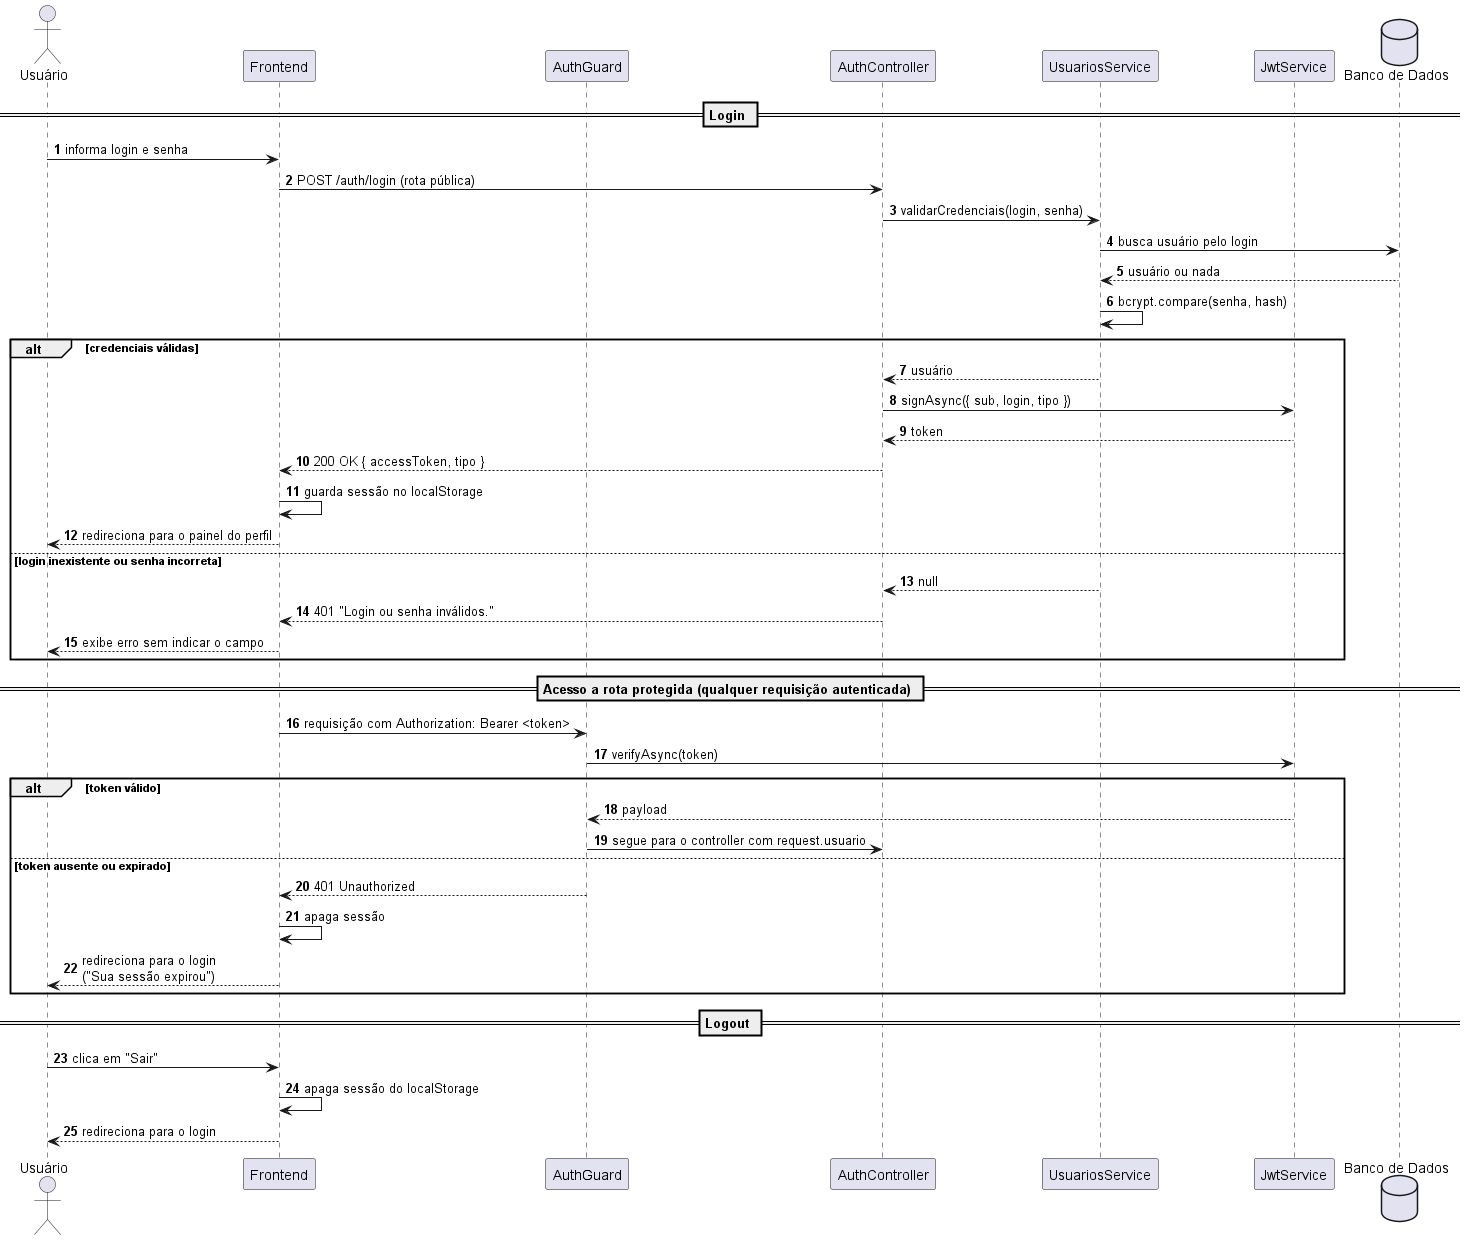 Usuário
Frontend
AuthGuard
AuthController
UsuariosService
JwtService
Banco de Dados
Login
1 informa login e senha
2 POST /auth/login (rota pública)
3 validarCredenciais(login, senha)
4 busca usuário pelo login
5 usuário ou nada
6 bcrypt.compare(senha, hash)
alt [credenciais válidas]
7 usuário
8 signAsync({ sub, login, tipo })
9 token
10 200 OK { accessToken, tipo }
11 guarda sessão no localStorage
12 redireciona para o painel do perfil
[login inexistente ou senha incorreta]
13 null
14 401 "Login ou senha inválidos."
15 exibe erro sem indicar o campo
Acesso a rota protegida (qualquer requisição autenticada)
16 requisição com Authorization: Bearer <token>
17 verifyAsync(token)
alt [token válido]
18 payload
19 segue para o controller com request.usuario
[token ausente ou expirado]
20 401 Unauthorized
21 apaga sessão
22 redireciona para o login
("Sua sessão expirou")
Logout
23 clica em "Sair"
24 apaga sessão do localStorage
25 redireciona para o login
Usuário
Frontend
AuthGuard
AuthController
UsuariosService
JwtService
Banco de Dados